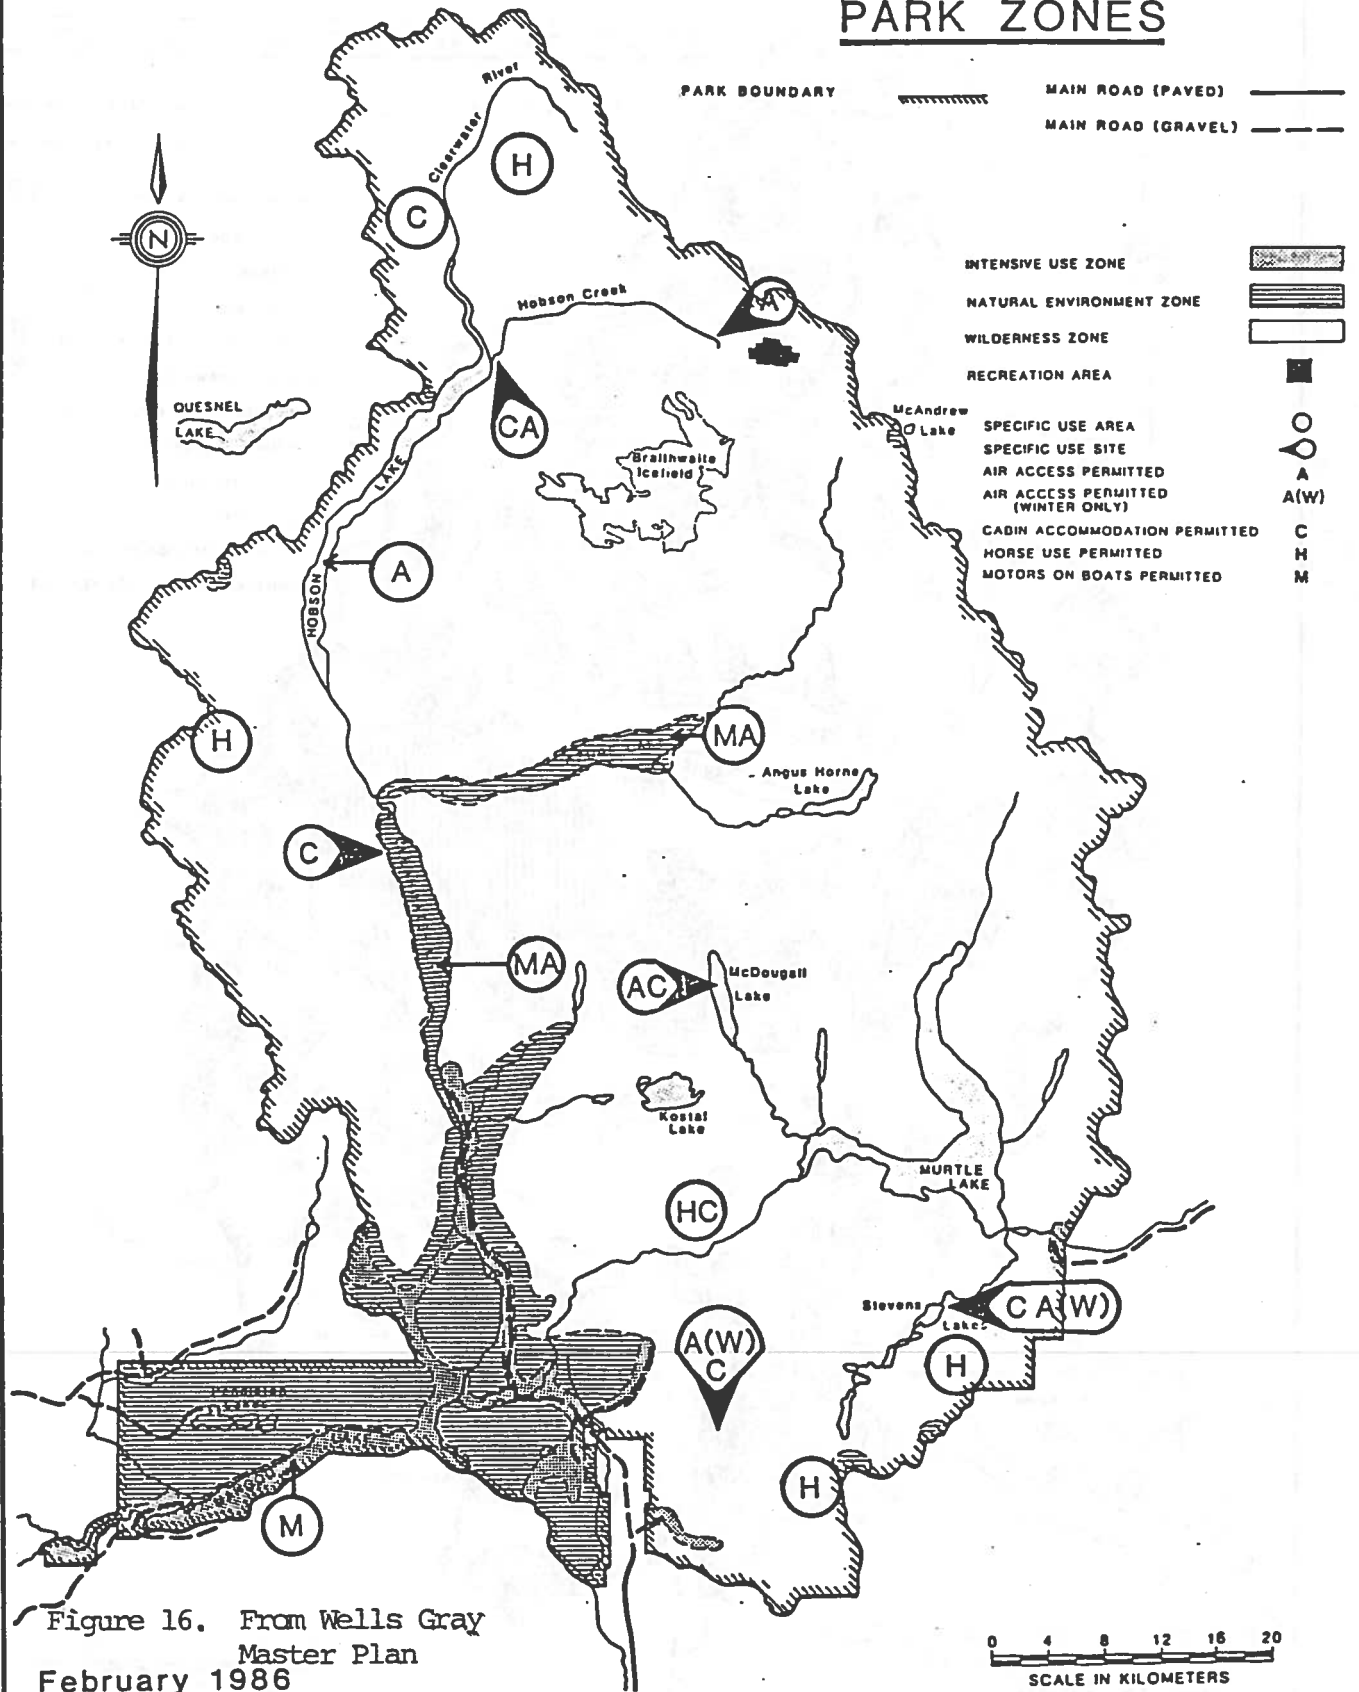 PARK ZONES
PARK BOUNDARY
MAIN ROAD (PAVED)
MAIN ROAD (GRAVEL)
INTENSIVE USE ZONE
NATURAL ENVIRONMENT ZONE
WILDERNESS ZONE
RECREATION AREA
SPECIFIC USE AREA
SPECIFIC USE SITE
AIR ACCESS PERMITTED A
AIR ACCESS PERMITTED A(W)
(WINTER ONLY)
CABIN ACCOMMODATION PERMITTED C
HORSE USE PERMITTED H
MOTORS ON BOATS PERMITTED M
N
Clearwater River
H
C
Hobson Creek
A
QUESNEL
LAKE
CA
McAndrew
Lake
Braithwaite
Icefield
HOBSON LAKE
A
H
MA
Angus Horne
Lake
C
MA
AC
McDougall
Lake
Kostal
Lake
MURTLE
LAKE
HC
Stevens
Lakes
C A(W)
A(W)
C
H
LAKE
H
M
Figure 16. From Wells Gray
Master Plan
February 1986
0 4 8 12 16 20
SCALE IN KILOMETERS